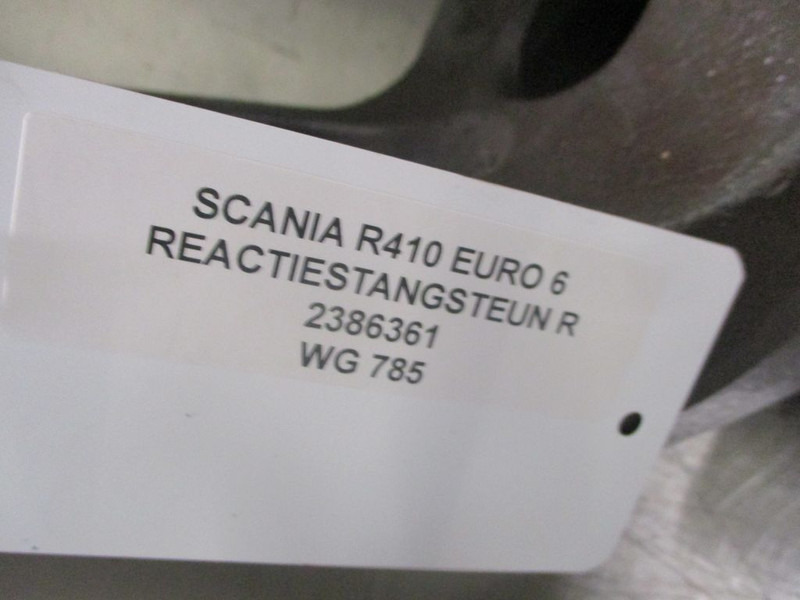 SCANIA R410 EURO 6
REACTIESTANGSTEUN R
2386361
WG 785